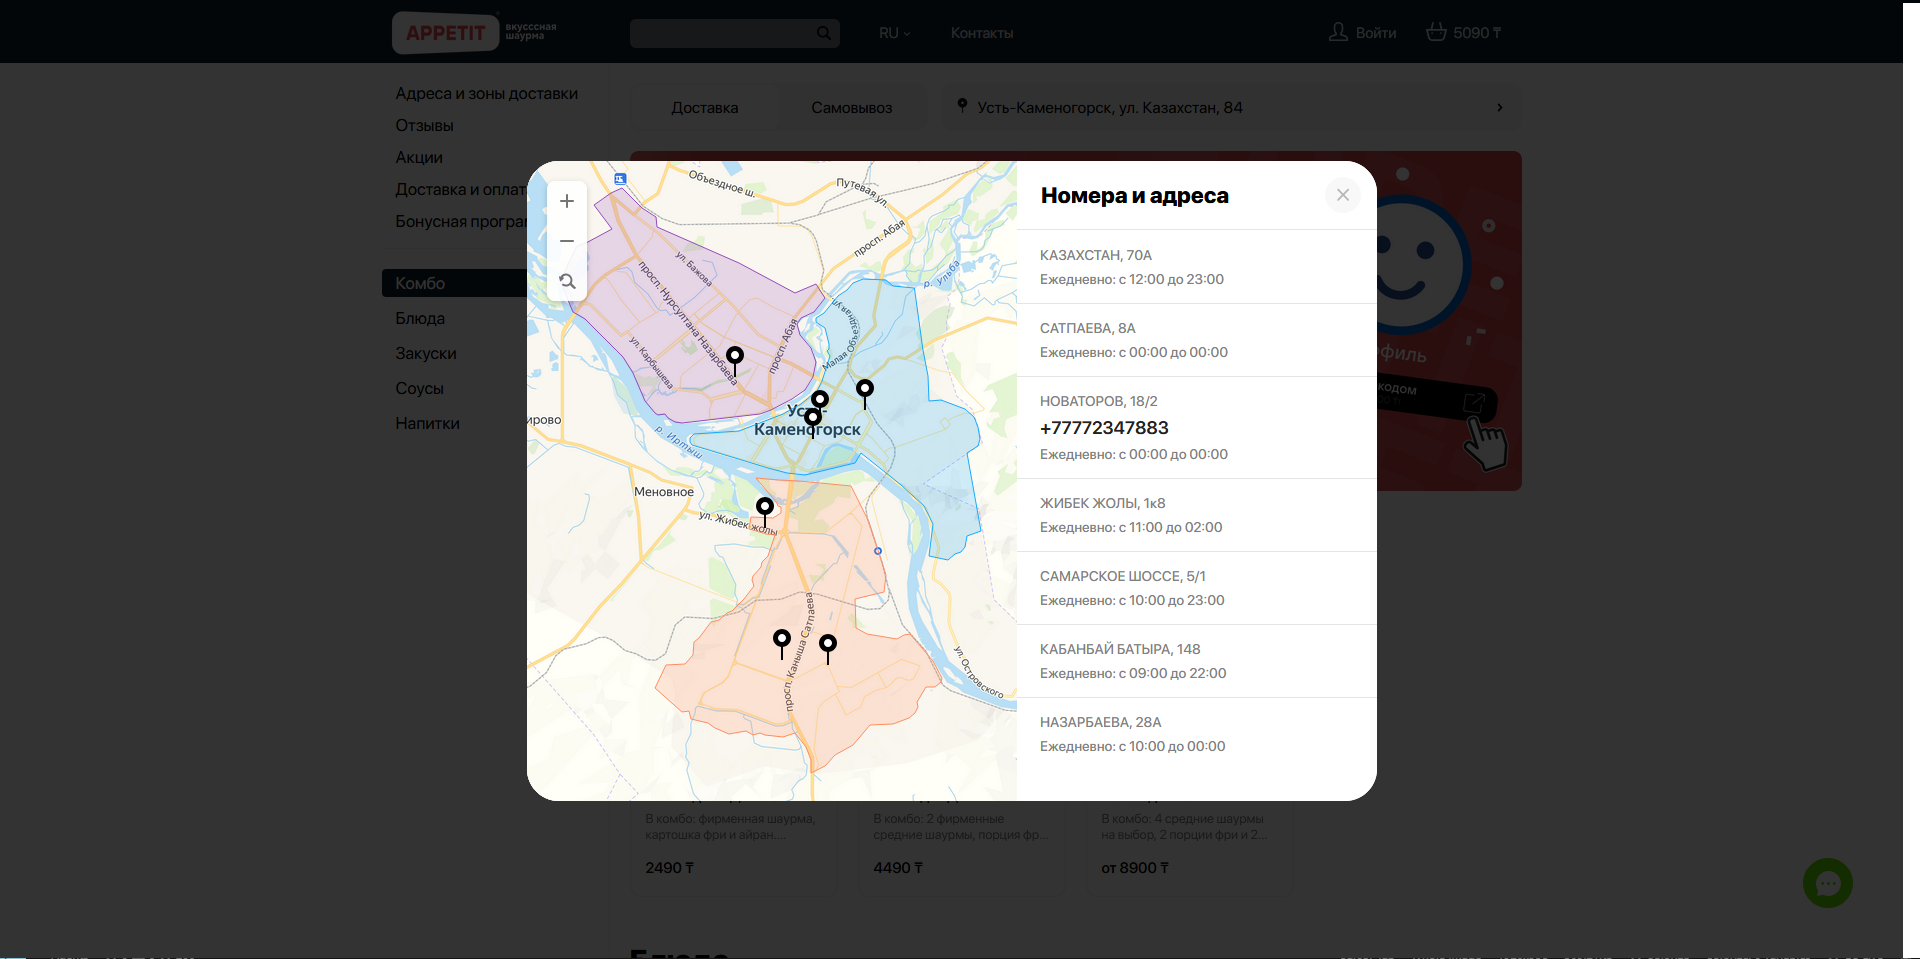 APPETIT
вкусссная
шаурма
RU
Контакты
Войти
5090 ₸
Адреса и зоны доставки
Отзывы
Акции
Доставка и оплат
Бонусная програм
Комбо
Блюда
Закуски
Соусы
Напитки
Доставка
Самовывоз
Усть-Каменогорск, ул. Казахстан, 84
Объездное ш.
Путевая ул.
просп. Абая
р. Ульба
ул. Бажова
просп. Нурсултана Назарбаева
ул. Карбышева
просп. Абая
Малая Объездная ул.
Усть-
Каменогорск
р. Иртыш
ирово
Меновное
ул. Жибек жолы
просп. Каныша Сатпаева
ул. Островского
Номера и адреса
КАЗАХСТАН, 70А
Ежедневно: с 12:00 до 23:00
САТПАЕВА, 8А
Ежедневно: с 00:00 до 00:00
НОВАТОРОВ, 18/2
+77772347883
Ежедневно: с 00:00 до 00:00
ЖИБЕК ЖОЛЫ, 1к8
Ежедневно: с 11:00 до 02:00
САМАРСКОЕ ШОССЕ, 5/1
Ежедневно: с 10:00 до 23:00
КАБАНБАЙ БАТЫРА, 148
Ежедневно: с 09:00 до 22:00
НАЗАРБАЕВА, 28А
Ежедневно: с 10:00 до 00:00
офиль
кодом
В комбо: фирменная шаурма,
картошка фри и айран....
2490 ₸
В комбо: 2 фирменные
средние шаурмы, порция фр...
4490 ₸
В комбо: 4 средние шаурмы
на выбор, 2 порции фри и 2...
от 8900 ₸
Блюда